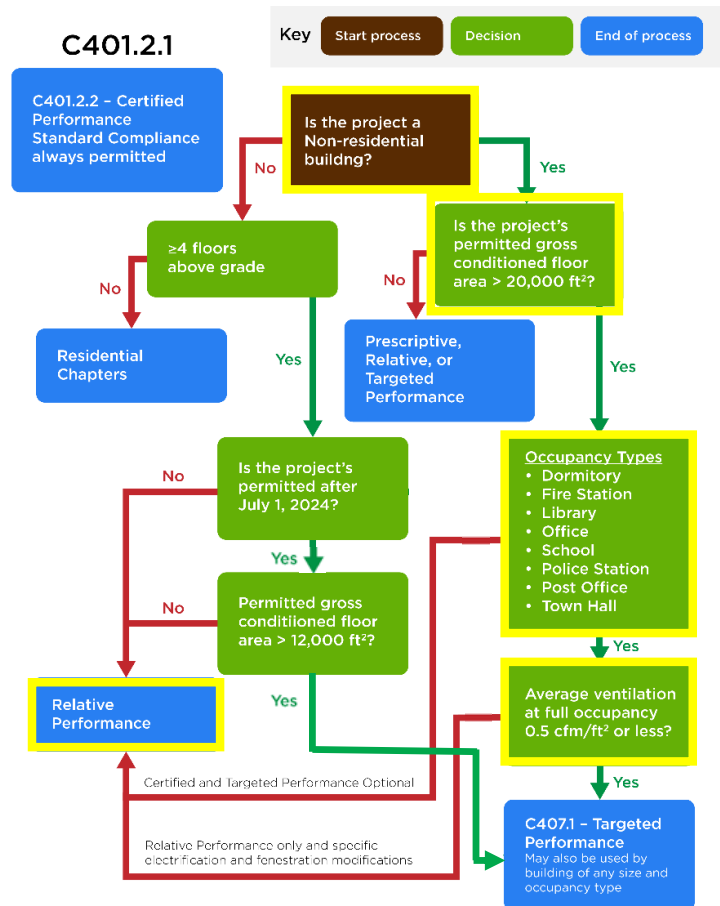 Key
Start process
Decision
End of process
C401.2.1
C401.2.2 – Certified
Performance
Standard Compliance
always permitted
Is the project a
Non-residential
buildng?
No
Yes
≥4 floors
above grade
Is the project's
permitted gross
conditioned floor
area > 20,000 ft²?
No
No
Residential
Chapters
Yes
Prescriptive,
Relative, or
Targeted
Performance
Yes
Is the project's
permitted after
July 1, 2024?
No
Occupancy Types
• Dormitory
• Fire Station
• Library
• Office
• School
• Police Station
• Post Office
• Town Hall
Yes
Permitted gross
conditiioned floor
area > 12,000 ft²?
No
Yes
Relative
Performance
Yes
Average ventilation
at full occupancy
0.5 cfm/ft² or less?
Certified and Targeted Performance Optional
Yes
Relative Performance only and specific
electrification and fenestration modifications
C407.1 – Targeted
Performance
May also be used by
building of any size and
occupancy type